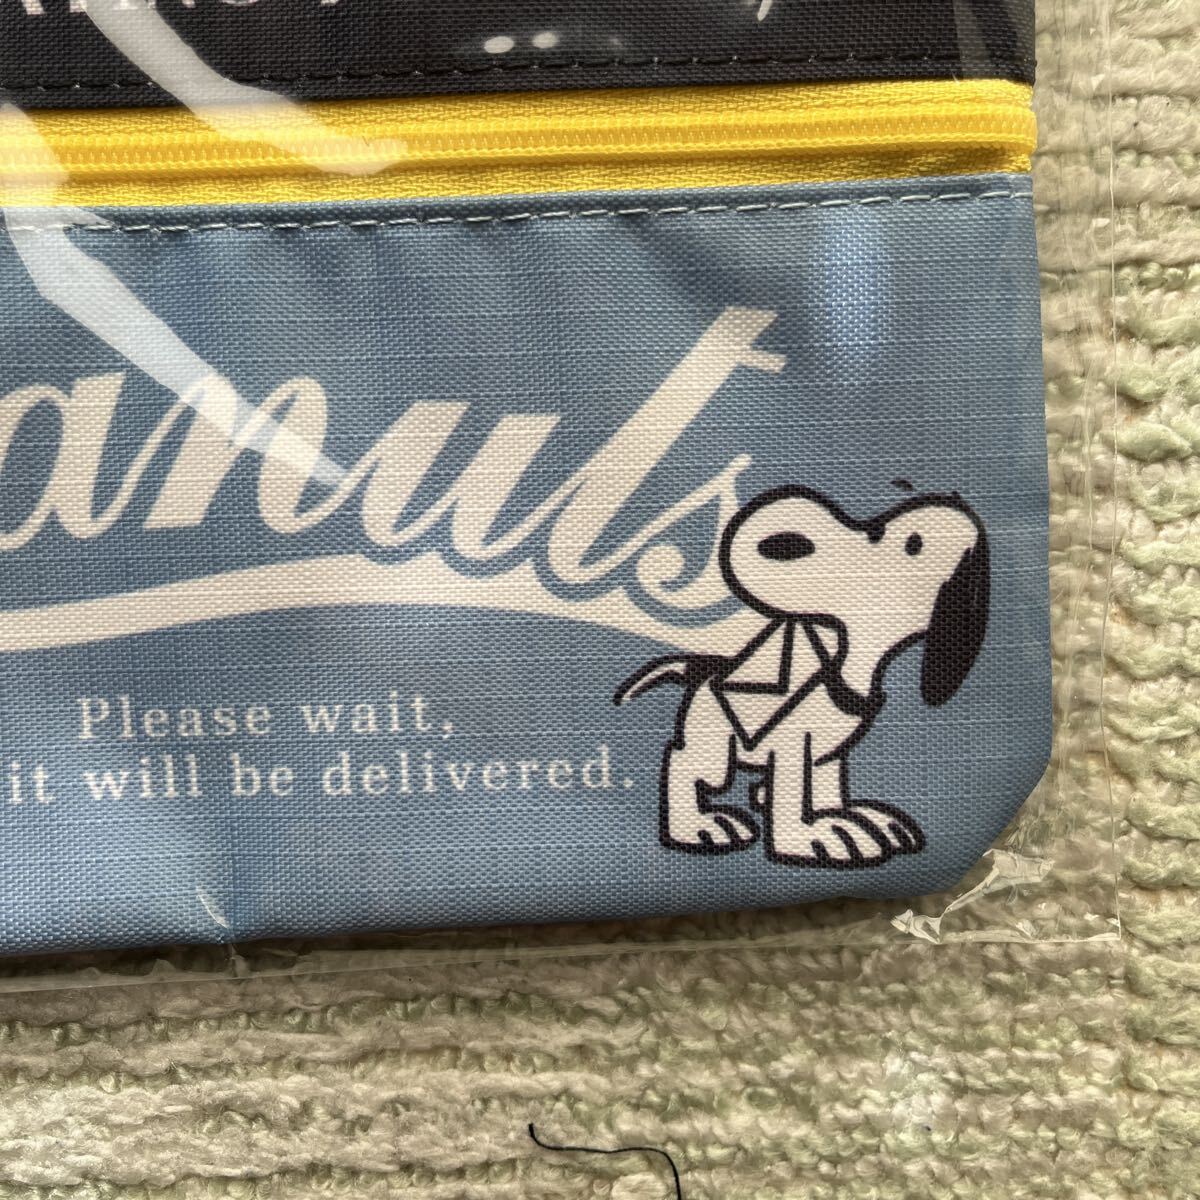 anuts
Please wait,
it will be delivered.